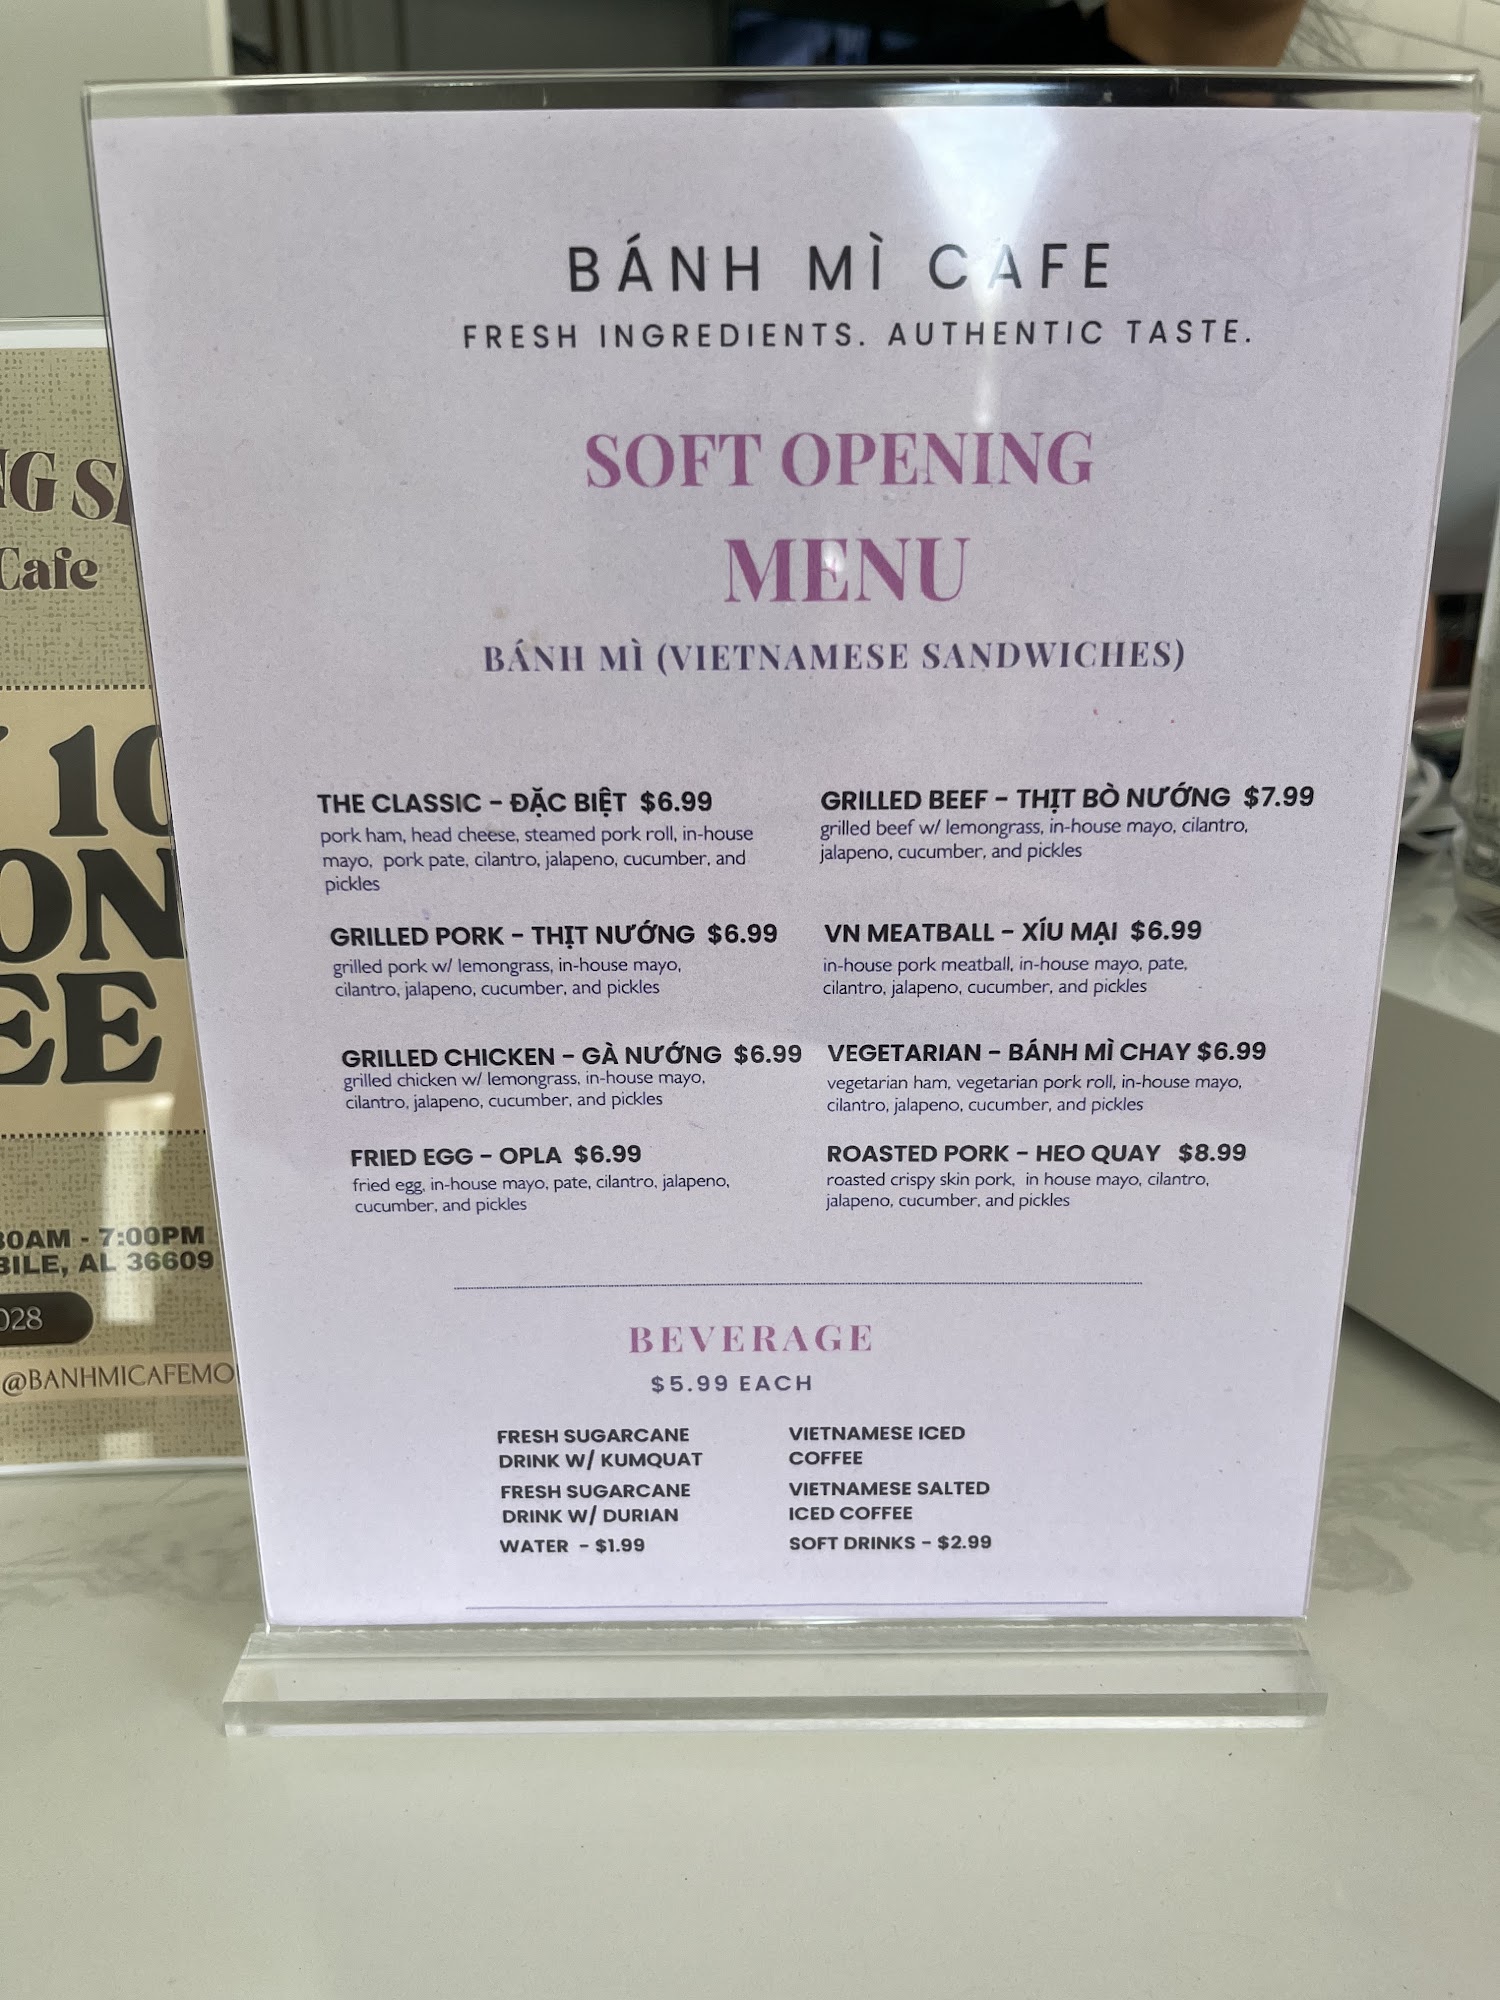 BÁNH MÌ CAFE
FRESH INGREDIENTS. AUTHENTIC TASTE.
SOFT OPENING
MENU
BÁNH MÌ (VIETNAMESE SANDWICHES)
THE CLASSIC - ĐẶC BIỆT $6.99
pork ham, head cheese, steamed pork roll, in-house
mayo, pork pate, cilantro, jalapeno, cucumber, and
pickles
GRILLED PORK - THỊT NƯỚNG $6.99
grilled pork w/ lemongrass, in-house mayo,
cilantro, jalapeno, cucumber, and pickles
GRILLED CHICKEN - GÀ NƯỚNG $6.99
grilled chicken w/ lemongrass, in-house mayo,
cilantro, jalapeno, cucumber, and pickles
FRIED EGG - OPLA $6.99
fried egg, in-house mayo, pate, cilantro, jalapeno,
cucumber, and pickles
GRILLED BEEF - THỊT BÒ NƯỚNG $7.99
grilled beef w/ lemongrass, in-house mayo, cilantro,
jalapeno, cucumber, and pickles
VN MEATBALL - XÍU MẠI $6.99
in-house pork meatball, in-house mayo, pate,
cilantro, jalapeno, cucumber, and pickles
VEGETARIAN - BÁNH MÌ CHAY $6.99
vegetarian ham, vegetarian pork roll, in-house mayo,
cilantro, jalapeno, cucumber, and pickles
ROASTED PORK - HEO QUAY $8.99
roasted crispy skin pork, in house mayo, cilantro,
jalapeno, cucumber, and pickles
BEVERAGE
$5.99 EACH
FRESH SUGARCANE
DRINK W/ KUMQUAT
FRESH SUGARCANE
DRINK W/ DURIAN
WATER - $1.99
VIETNAMESE ICED
COFFEE
VIETNAMESE SALTED
ICED COFFEE
SOFT DRINKS - $2.99
Cafe
10
ON
EE
30AM - 7:00PM
BILE, AL 36609
028
@BANHMICAFEMO